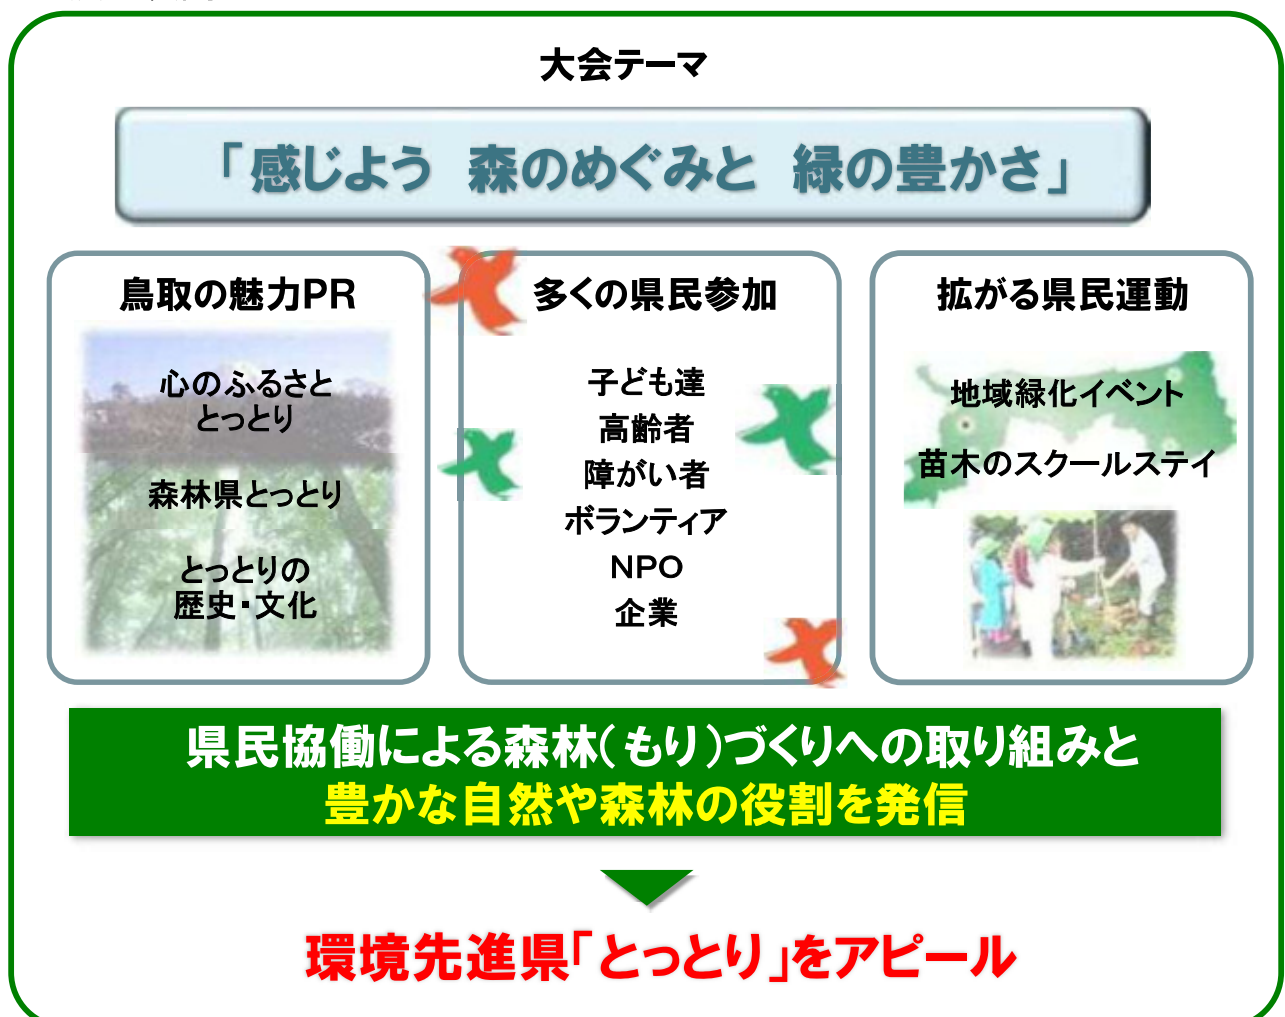 大会テーマ
「感じよう　森のめぐみと　緑の豊かさ」
鳥取の魅力PR
心のふるさと
とっとり
森林県とっとり
とっとりの
歴史・文化
多くの県民参加
子ども達
高齢者
障がい者
ボランティア
NPO
企業
拡がる県民運動
地域緑化イベント
苗木のスクールステイ
県民協働による森林(もり)づくりへの取り組みと
豊かな自然や森林の役割を発信
環境先進県「とっとり」をアピール